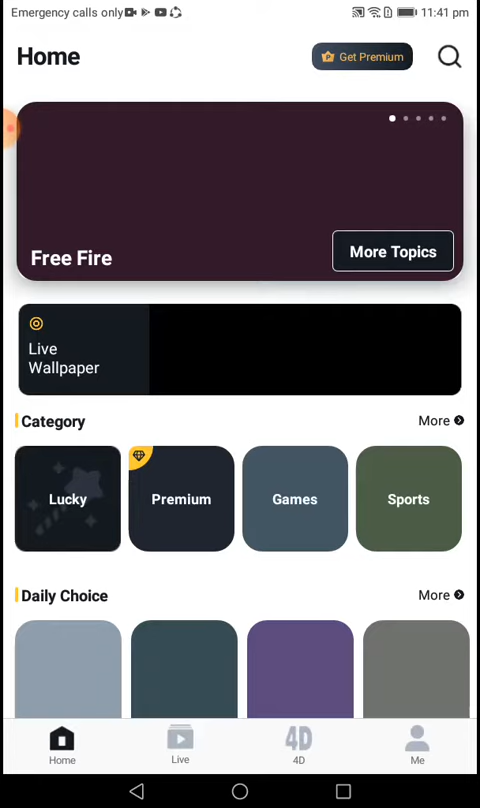 Emergency calls only
11:41 pm
Home
Get Premium
Free Fire
More Topics
Live
Wallpaper
Category
More
Lucky
Premium
Games
Sports
Daily Choice
More
4D
Home
Live
4D
Me